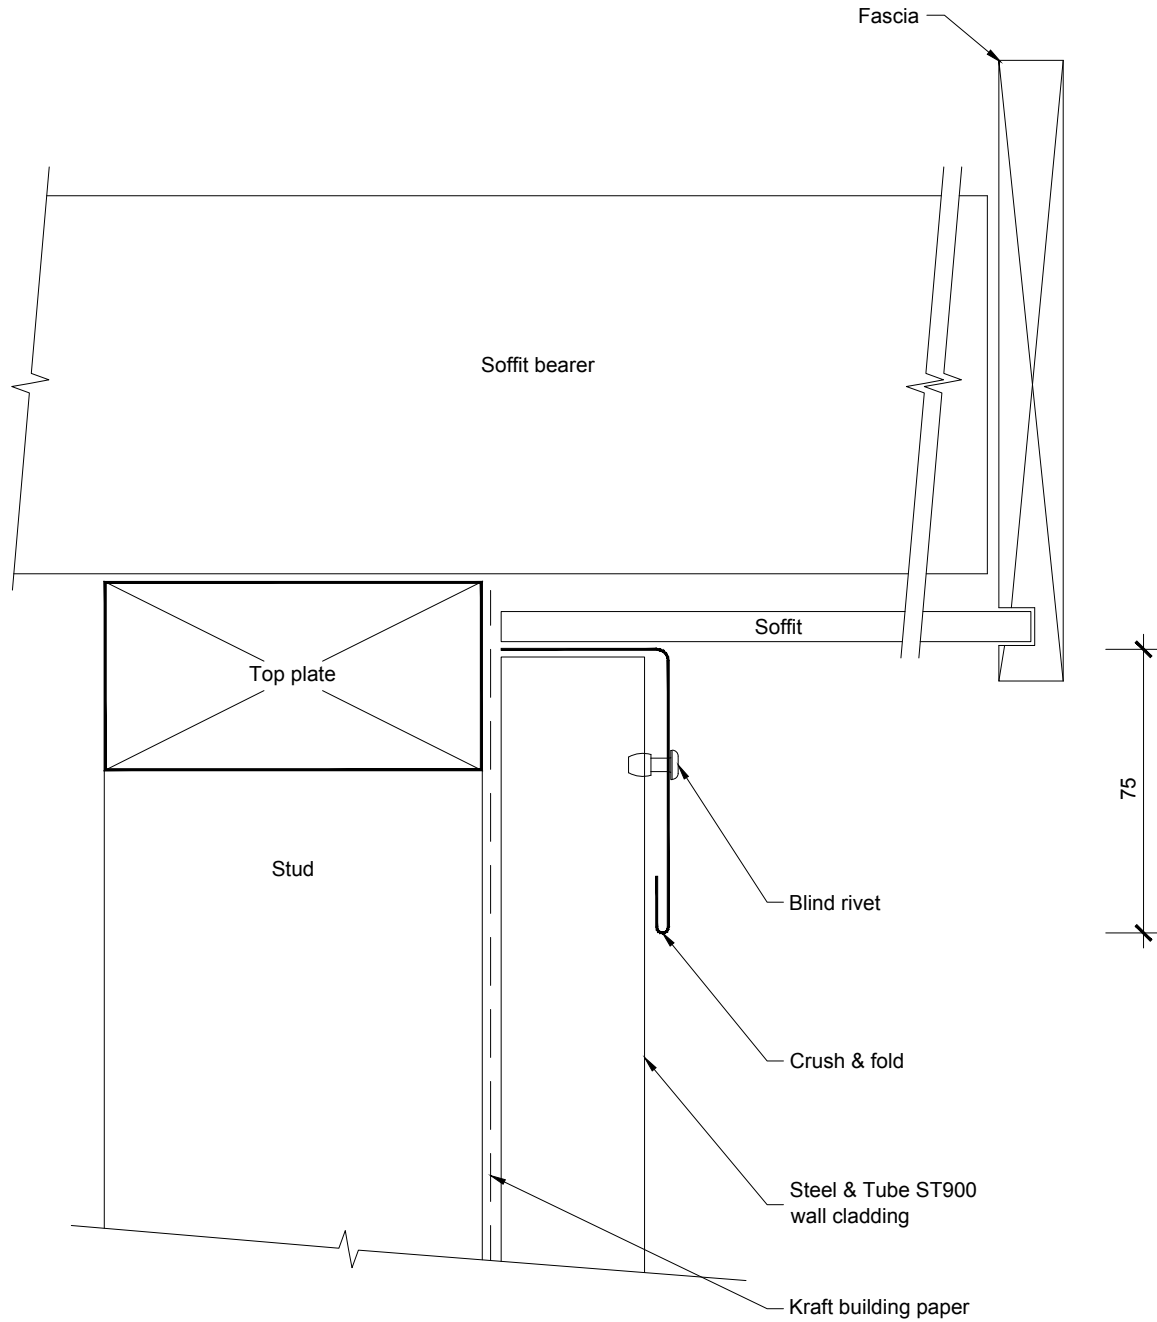 Fascia
Soffit bearer
Soffit
Top plate
75
Stud
Blind rivet
Crush & fold
Steel & Tube ST900
wall cladding
Kraft building paper